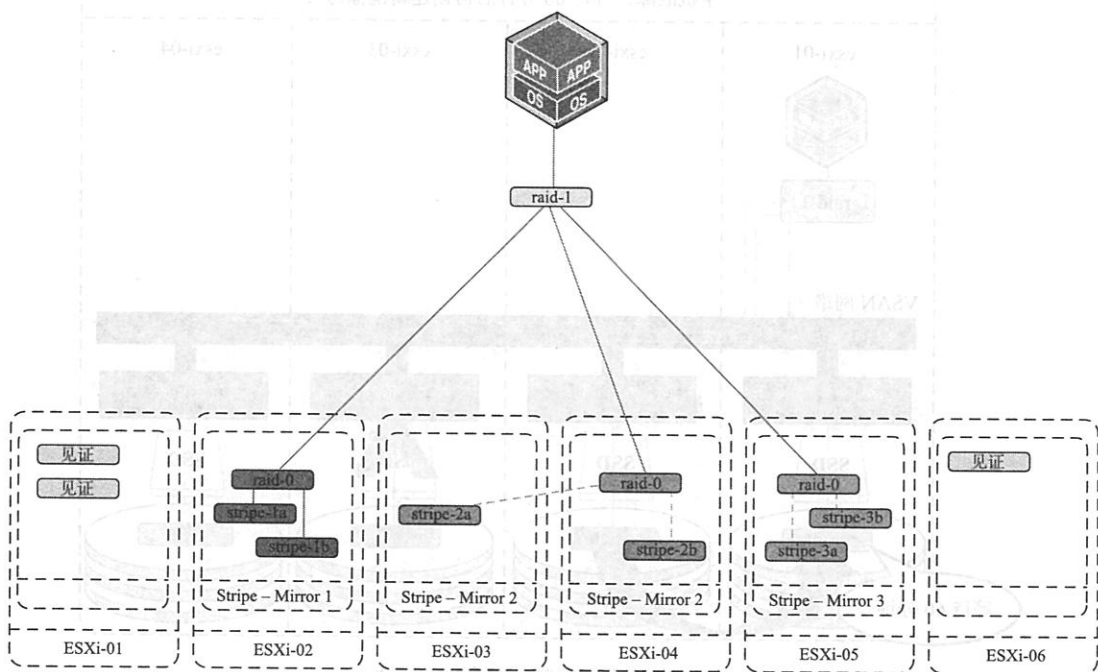 APP APP
OS OS
raid-1
见证
见证
raid-0
stripe-1a
stripe-1b
Stripe – Mirror 1
stripe-2a
Stripe – Mirror 2
raid-0
stripe-2b
Stripe – Mirror 2
raid-0
stripe-3b
stripe-3a
Stripe – Mirror 3
见证
ESXi-01
ESXi-02
ESXi-03
ESXi-04
ESXi-05
ESXi-06